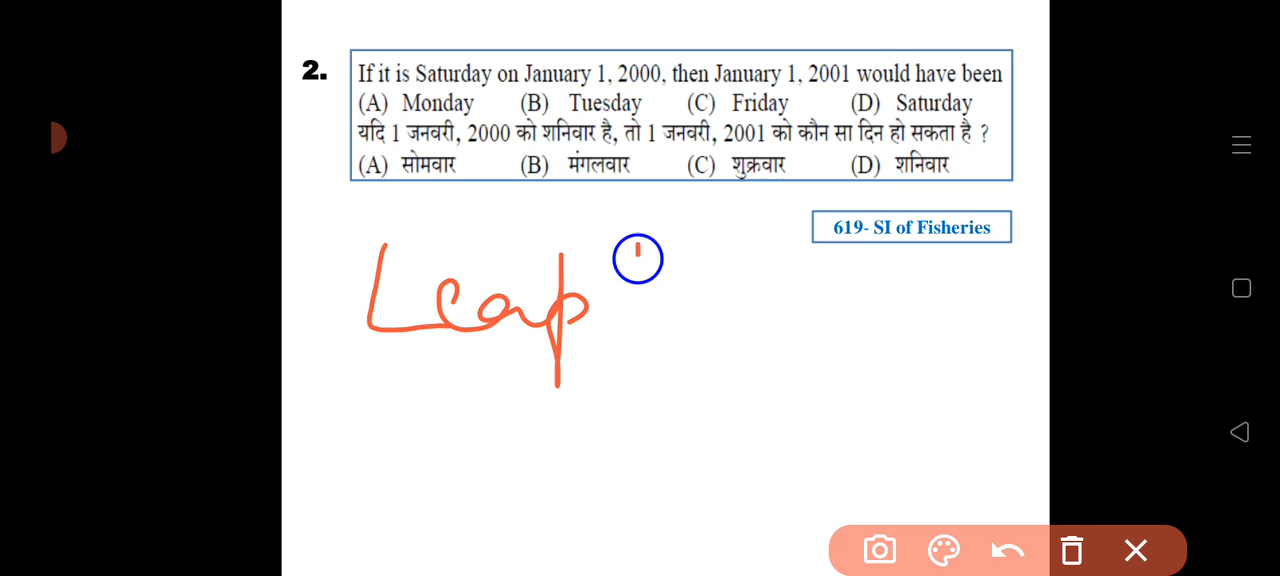 2. If it is Saturday on January 1, 2000, then January 1, 2001 would have been
(A) Monday (B) Tuesday (C) Friday (D) Saturday
यदि 1 जनवरी, 2000 को शनिवार है, तो 1 जनवरी, 2001 को कौन सा दिन हो सकता है ?
(A) सोमवार (B) मंगलवार (C) शुक्रवार (D) शनिवार
619- SI of Fisheries
Leap